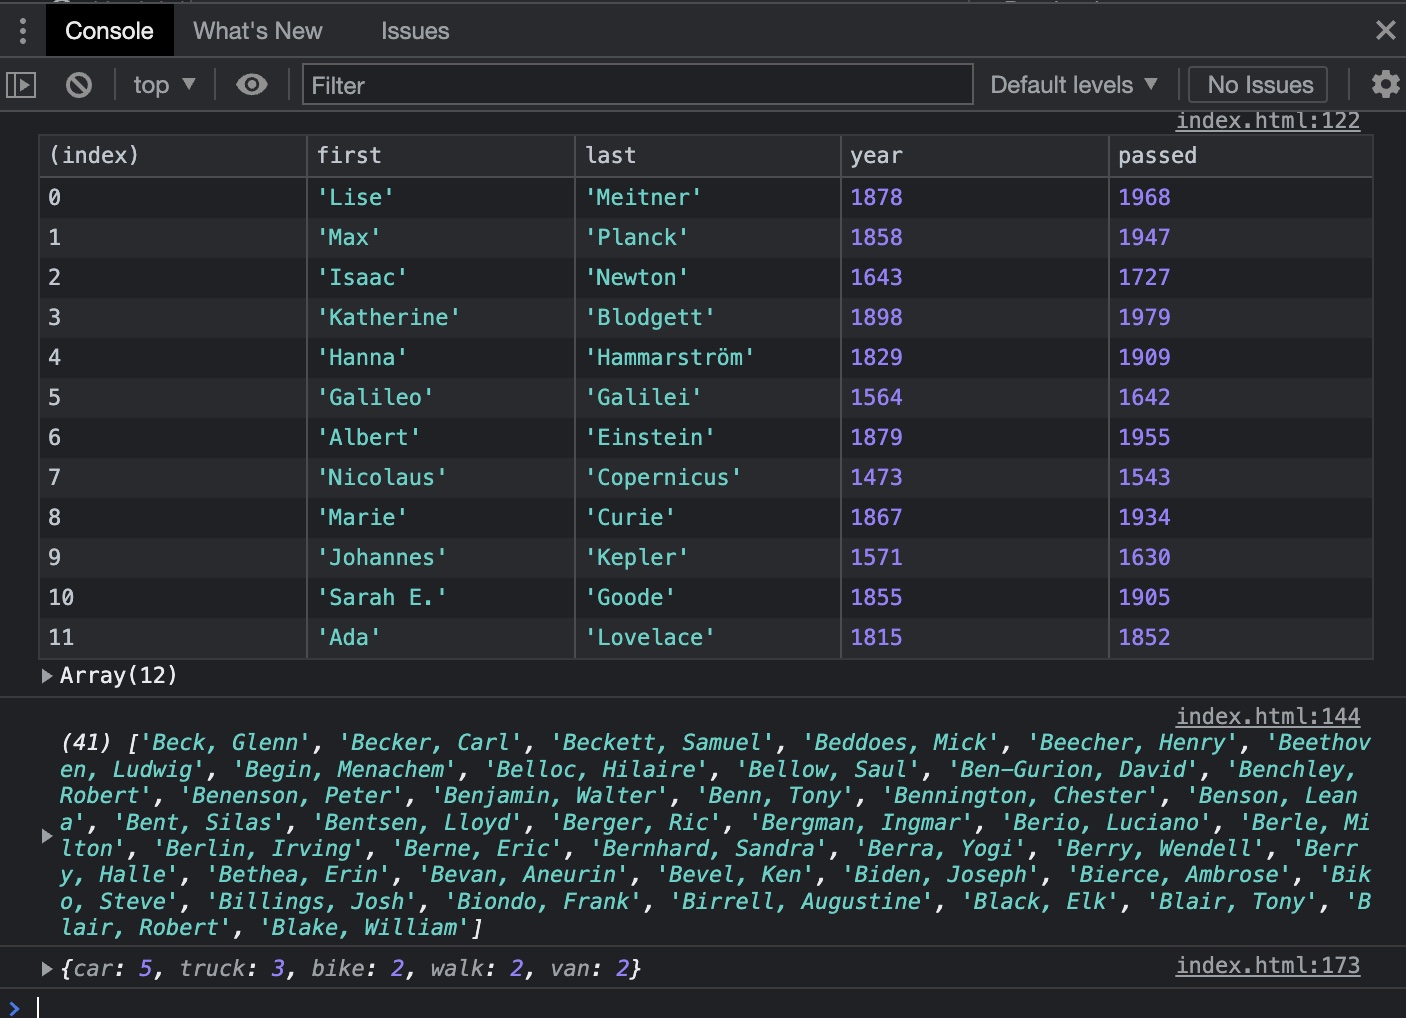 Console What's New Issues
top ▼ Filter Default levels ▼ No Issues
index.html:122
(index) first last year passed
0 'Lise' 'Meitner' 1878 1968
1 'Max' 'Planck' 1858 1947
2 'Isaac' 'Newton' 1643 1727
3 'Katherine' 'Blodgett' 1898 1979
4 'Hanna' 'Hammarström' 1829 1909
5 'Galileo' 'Galilei' 1564 1642
6 'Albert' 'Einstein' 1879 1955
7 'Nicolaus' 'Copernicus' 1473 1543
8 'Marie' 'Curie' 1867 1934
9 'Johannes' 'Kepler' 1571 1630
10 'Sarah E.' 'Goode' 1855 1905
11 'Ada' 'Lovelace' 1815 1852
▶Array(12)
index.html:144
(41) ['Beck, Glenn', 'Becker, Carl', 'Beckett, Samuel', 'Beddoes, Mick', 'Beecher, Henry', 'Beethov
en, Ludwig', 'Begin, Menachem', 'Belloc, Hilaire', 'Bellow, Saul', 'Ben-Gurion, David', 'Benchley,
Robert', 'Benenson, Peter', 'Benjamin, Walter', 'Benn, Tony', 'Bennington, Chester', 'Benson, Lean
a', 'Bent, Silas', 'Bentsen, Lloyd', 'Berger, Ric', 'Bergman, Ingmar', 'Berio, Luciano', 'Berle, Mi
lton', 'Berlin, Irving', 'Berne, Eric', 'Bernhard, Sandra', 'Berra, Yogi', 'Berry, Wendell', 'Berr
y, Halle', 'Bethea, Erin', 'Bevan, Aneurin', 'Bevel, Ken', 'Biden, Joseph', 'Bierce, Ambrose', 'Bik
o, Steve', 'Billings, Josh', 'Biondo, Frank', 'Birrell, Augustine', 'Black, Elk', 'Blair, Tony', 'B
lair, Robert', 'Blake, William']
▶{car: 5, truck: 3, bike: 2, walk: 2, van: 2} index.html:173
>